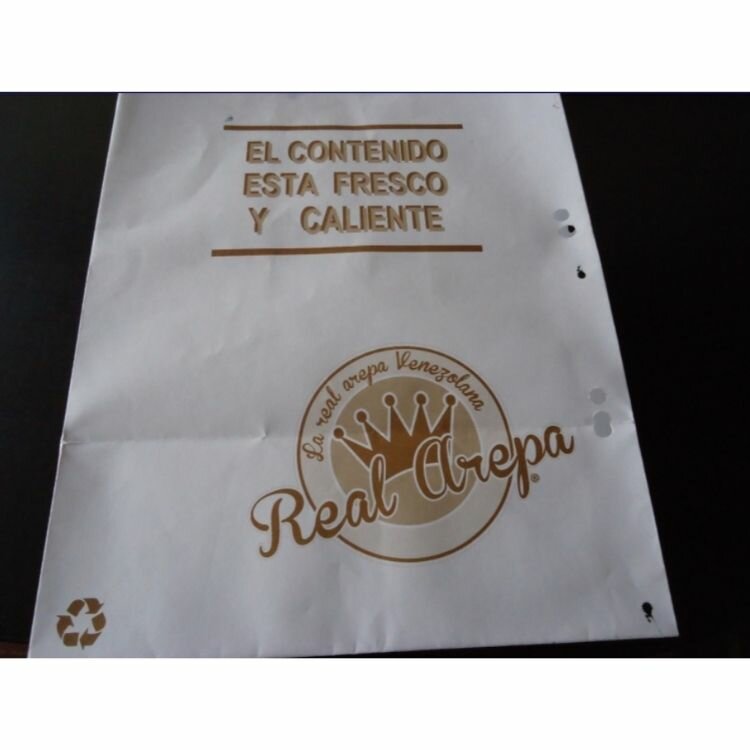 EL CONTENIDO
ESTA FRESCO
Y CALIENTE
La real arepa Venezolana
Real Arepa
®